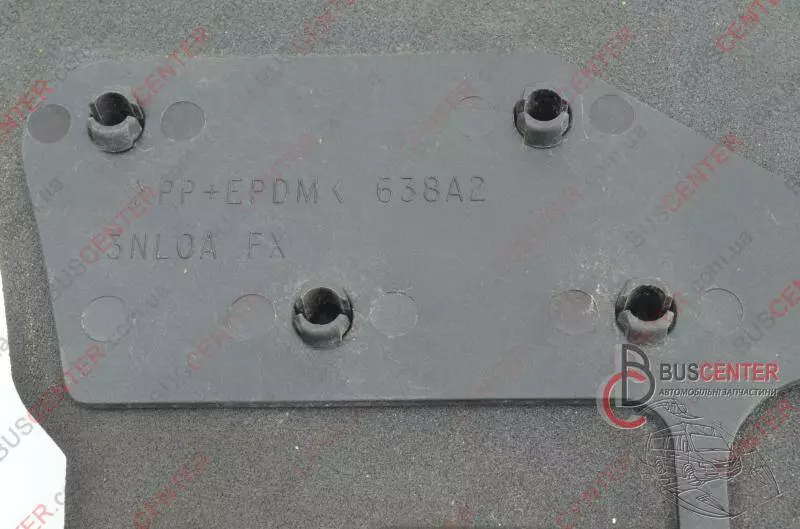 >PP+EPDM< 638A2
3NL0A FX
BUSCENTER
АВТОМОБІЛЬНІ ЗАПЧАСТИНИ